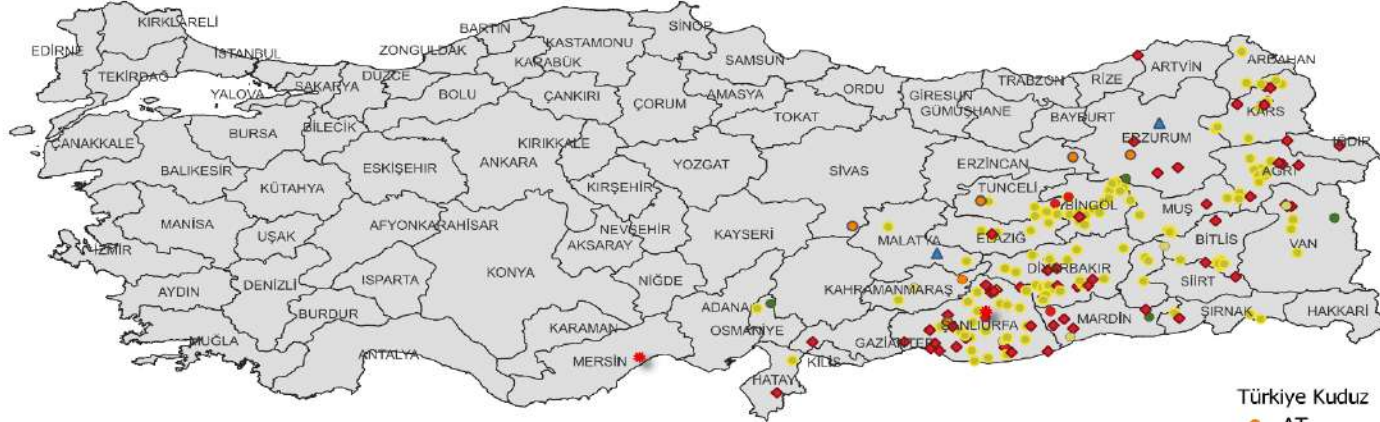 SİNOP
KIRKLARELİ
BARTIN
KASTAMONU
EDİRNE
İSTANBUL
ZONGULDAK
KARABÜK
SAMSUN
ARTVİN
ARDAHAN
TEKİRDAĞ
DÜZCE
TRABZON
RİZE
SAKARYA
YALOVA
BOLU
ÇANKIRI
AMASYA
ORDU
GİRESUN
ÇORUM
GÜMÜŞHANE
KARS
TOKAT
BAYBURT
BİLECİK
BURSA
ÇANAKKALE
KIRIKKALE
ERZURUM
IĞDIR
ESKİŞEHİR
ANKARA
YOZGAT
SİVAS
ERZİNCAN
BALIKESİR
AĞRI
KÜTAHYA
KIRŞEHİR
TUNCELİ
BİNGÖL
MUŞ
MANİSA
AFYONKARAHİSAR
NEVŞEHİR
UŞAK
KAYSERİ
ELAZIĞ
MALATYA
BİTLİS
VAN
İZMİR
AKSARAY
KONYA
DİYARBAKIR
ISPARTA
NİĞDE
SİİRT
DENİZLİ
AYDIN
KAHRAMANMARAŞ
ADANA
BURDUR
MARDİN
ŞIRNAK
HAKKARİ
KARAMAN
OSMANİYE
ŞANLIURFA
MUĞLA
GAZİANTEP
ANTALYA
MERSİN
KİLİS
HATAY
Türkiye Kuduz
AT